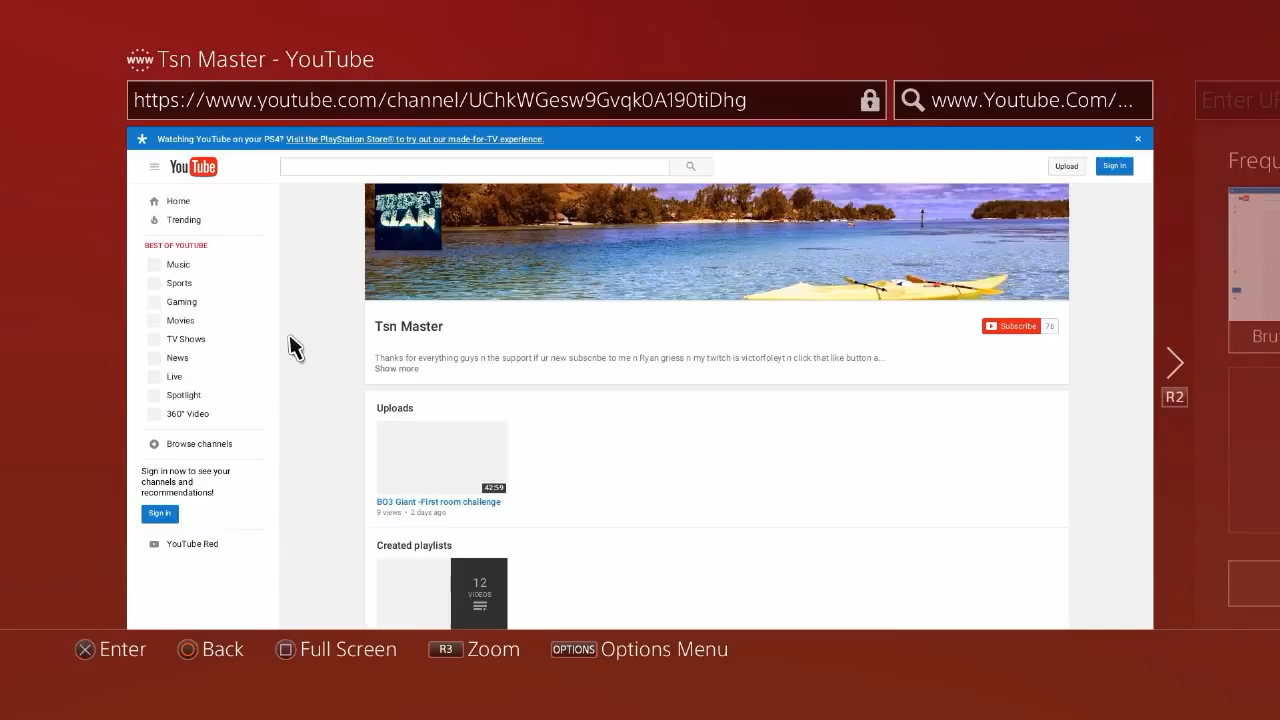 www Tsn Master - YouTube
https://www.youtube.com/channel/UChkWGesw9Gvqk0A190tiDhg
www.Youtube.Com/...
Watching YouTube on your PS4? Visit the PlayStation Store® to try out our made-for-TV experience.
YouTube
Upload
Sign in
Home
Trending
BEST OF YOUTUBE
Music
Sports
Gaming
Movies
TV Shows
News
Live
Spotlight
360° Video
Browse channels
Sign in now to see your
channels and
recommendations!
Sign in
YouTube Red
TRIPPY
CLAN
Tsn Master
Subscribe 76
Thanks for everything guys n the support if ur new subscribe to me n Ryan griess n my twitch is victorfoleyt n click that like button a...
Show more
Uploads
42:59
BO3 Giant -First room challenge
9 views • 2 days ago
Created playlists
12
VIDEOS
R2
Enter
Frequ
Bru
Enter
Back
Full Screen
R3 Zoom
OPTIONS Options Menu